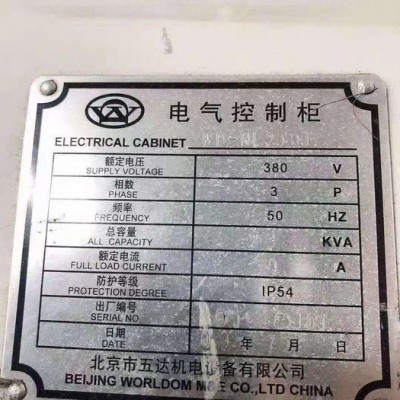 电气控制柜
ELECTRICAL CABINET
额定电压
SUPPLY VOLTAGE 380 V
相数
PHASE 3 P
频率
FREQUENCY 50 HZ
总容量
ALL CAPACITY KVA
额定电流
FULL LOAD CURRENT A
防护等级
PROTECTION DEGREE IP54
出厂编号
SERIAL NO
日期
DATE 年 月 日
北京市五达机电设备有限公司
BEIJING WORLDOM M&E CO.,LTD CHINA